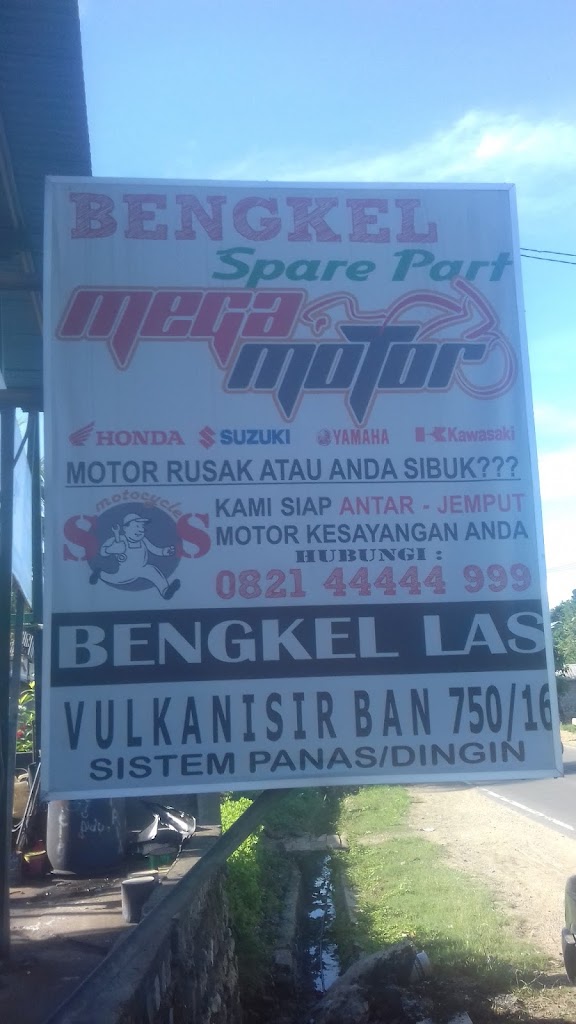 BENGKEL
Spare Part
mega
moTor
HONDA SUZUKI YAMAHA Kawasaki
MOTOR RUSAK ATAU ANDA SIBUK???
motocycle
SOS
KAMI SIAP ANTAR - JEMPUT
MOTOR KESAYANGAN ANDA
HUBUNGI :
0821 44444 999
BENGKEL LAS
VULKANISIR BAN 750/16
SISTEM PANAS/DINGIN